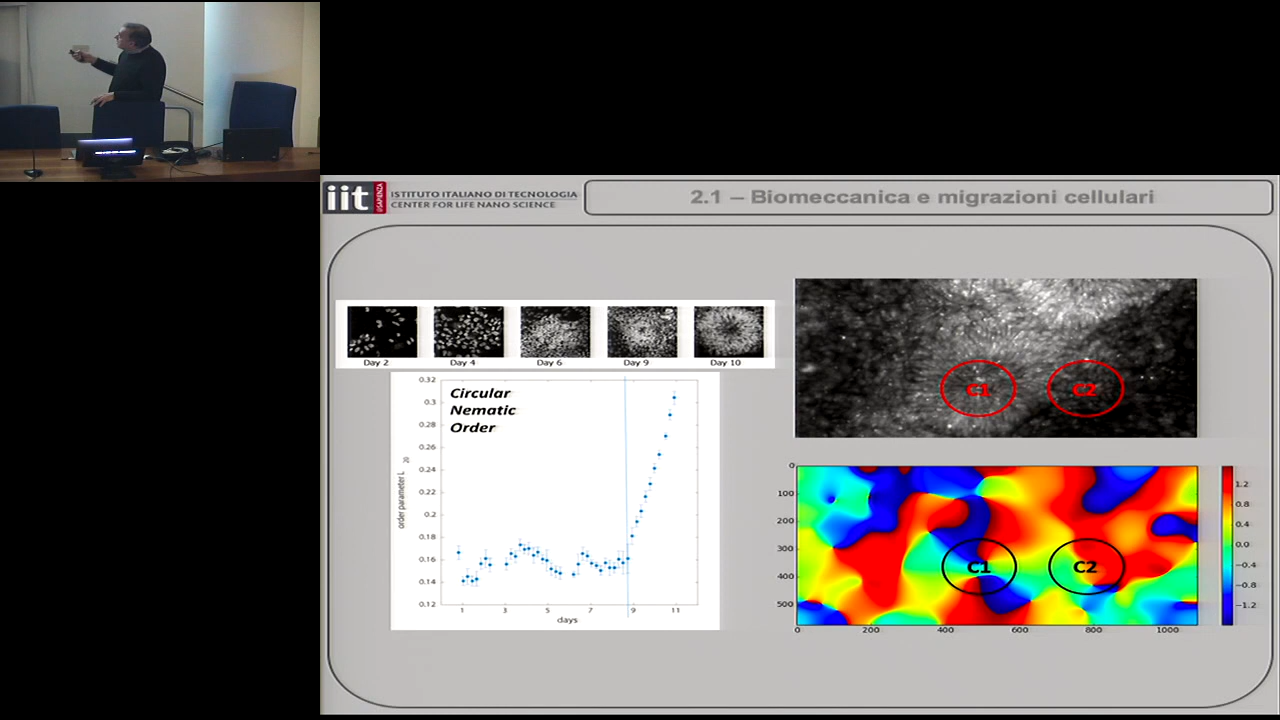 iit
@SAPIENZA
ISTITUTO ITALIANO DI TECNOLOGIA
CENTER FOR LIFE NANO SCIENCE
2.1 – Biomeccanica e migrazioni cellulari
Day 2
Day 4
Day 6
Day 9
Day 10
Circular
Nematic
Order
order parameter L
20
0.32
0.3
0.28
0.26
0.24
0.22
0.2
0.18
0.16
0.14
0.12
1
3
5
7
9
11
days
C1
C2
0
100
200
300
400
500
C1
C2
0
200
400
600
800
1000
1.2
0.8
0.4
0.0
−0.4
−0.8
−1.2